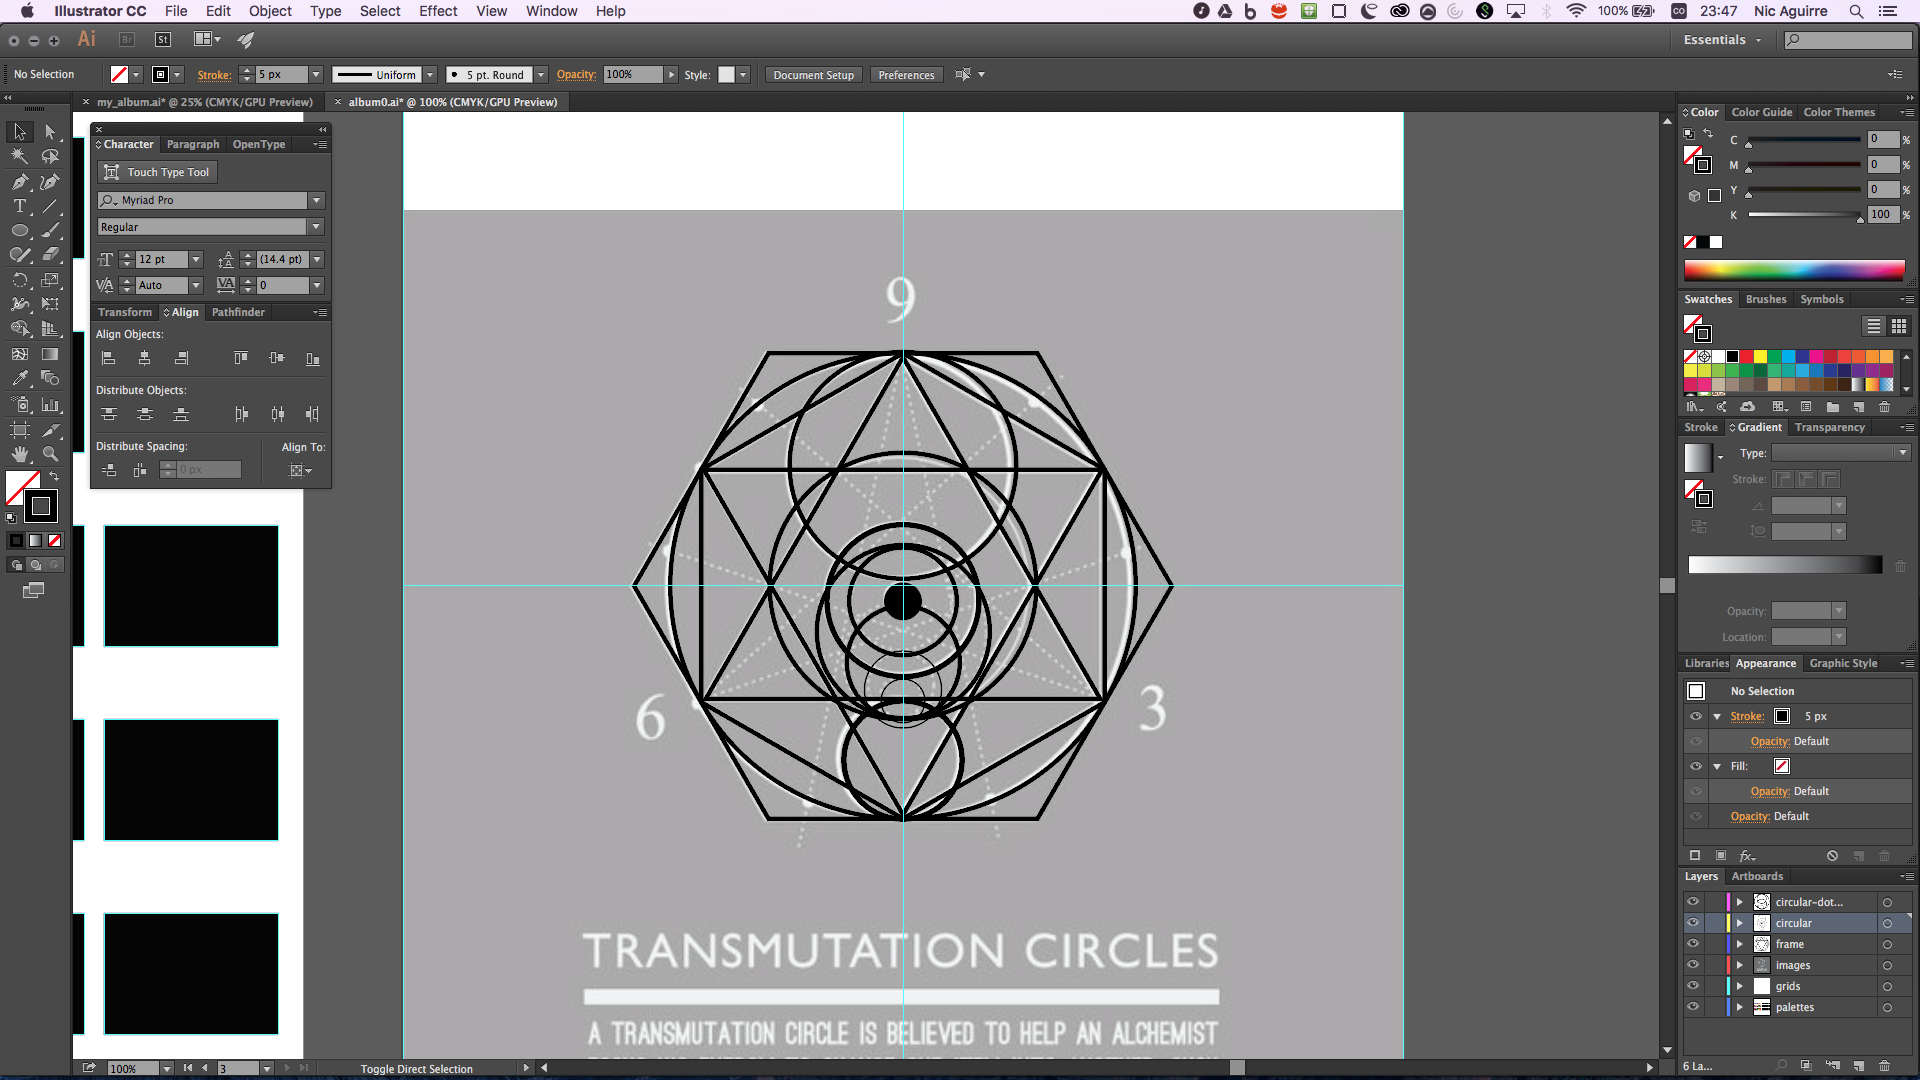 Illustrator CC File Edit Object Type Select Effect View Window Help 100% 23:47 Nic Aguirre
Ai Br St Essentials
No Selection Stroke: 5 px Uniform 5 pt. Round Opacity: 100% Style: Document Setup Preferences
my_album.ai* @ 25% (CMYK/GPU Preview) album0.ai* @ 100% (CMYK/GPU Preview)
Character Paragraph OpenType
Touch Type Tool
Myriad Pro
Regular
12 pt (14.4 pt)
Auto 0
Transform Align Pathfinder
Align Objects:
Distribute Objects:
Distribute Spacing: Align To:
0 px
9
6
3
TRANSMUTATION CIRCLES
A TRANSMUTATION CIRCLE IS BELIEVED TO HELP AN ALCHEMIST
Color Color Guide Color Themes
C 0 %
M 0 %
Y 0 %
K 100 %
Swatches Brushes Symbols
Stroke Gradient Transparency
Type:
Stroke:
Opacity:
Location:
Libraries Appearance Graphic Style
No Selection
Stroke: 5 px
Opacity: Default
Fill:
Opacity: Default
Opacity: Default
fx
Layers Artboards
circular-dot...
circular
frame
images
grids
palettes
6 La...
100% 3 Toggle Direct Selection